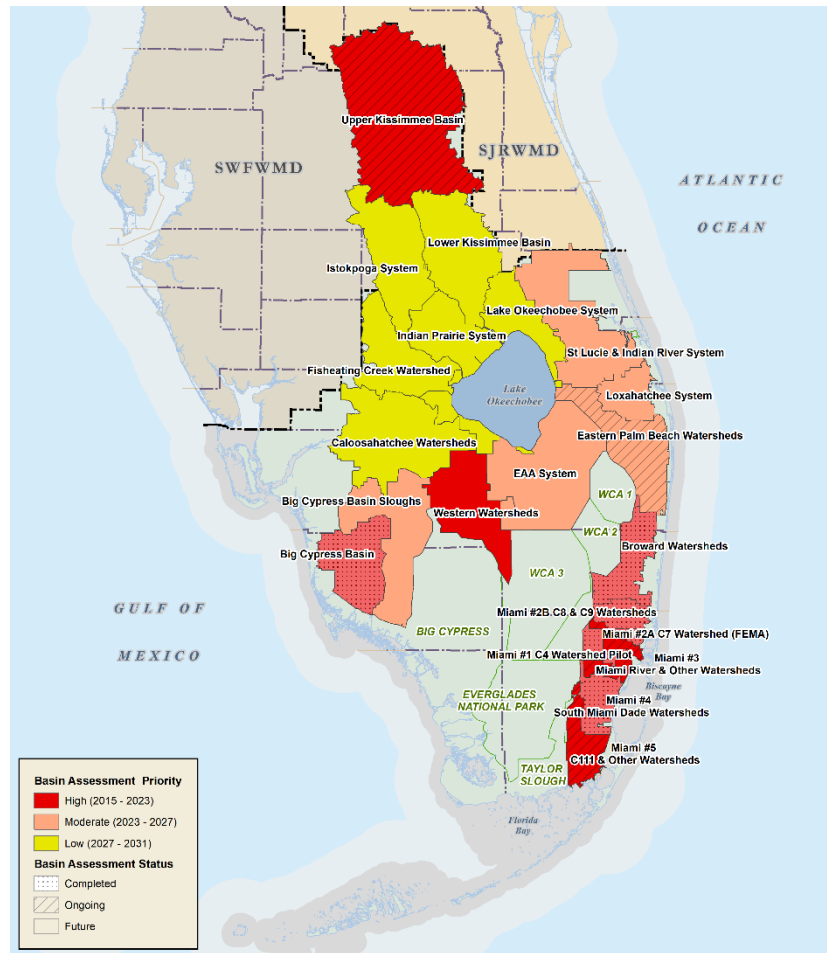 Upper Kissimmee Basin
SJRWMD
SWFWMD
ATLANTIC
OCEAN
Lower Kissimmee Basin
Istokpoga System
Lake Okeechobee System
Indian Prairie System
St Lucie & Indian River System
Fisheating Creek Watershed
Lake
Okeechobee
Loxahatchee System
Eastern Palm Beach Watersheds
Caloosahatchee Watersheds
EAA System
WCA 1
Big Cypress Basin Sloughs
Western Watersheds
WCA 2
Broward Watersheds
Big Cypress Basin
WCA 3
GULF OF
MEXICO
Miami #2B C8 & C9 Watersheds
BIG CYPRESS
Miami #2A C7 Watershed (FEMA)
Miami #1 C4 Watershed Pilot
Miami #3
Miami River & Other Watersheds
Biscayne
Bay
EVERGLADES
NATIONAL PARK
Miami #4
South Miami Dade Watersheds
Miami #5
C111 & Other Watersheds
TAYLOR
SLOUGH
Florida
Bay
Basin Assessment Priority
High (2015 - 2023)
Moderate (2023 - 2027)
Low (2027 - 2031)
Basin Assessment Status
Completed
Ongoing
Future